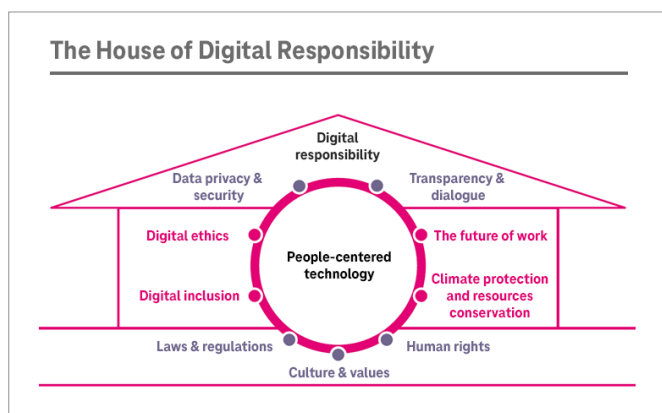 The House of Digital Responsibility
Digital
responsibility
Data privacy &
security
Transparency &
dialogue
Digital ethics
The future of work
People-centered
technology
Digital inclusion
Climate protection
and resources
conservation
Laws & regulations
Human rights
Culture & values